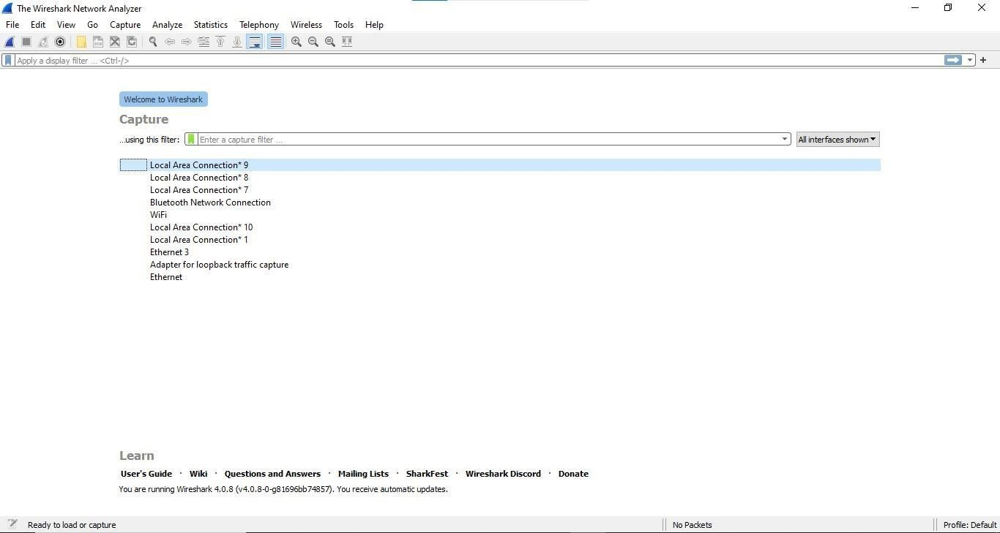 The Wireshark Network Analyzer
File Edit View Go Capture Analyze Statistics Telephony Wireless Tools Help
Apply a display filter ... <Ctrl-/>
Welcome to Wireshark
Capture
...using this filter: Enter a capture filter ... All interfaces shown
Local Area Connection* 9
Local Area Connection* 8
Local Area Connection* 7
Bluetooth Network Connection
WiFi
Local Area Connection* 10
Local Area Connection* 1
Ethernet 3
Adapter for loopback traffic capture
Ethernet
Learn
User's Guide · Wiki · Questions and Answers · Mailing Lists · SharkFest · Wireshark Discord · Donate
You are running Wireshark 4.0.8 (v4.0.8-0-g81696bb74857). You receive automatic updates.
Ready to load or capture No Packets Profile: Default